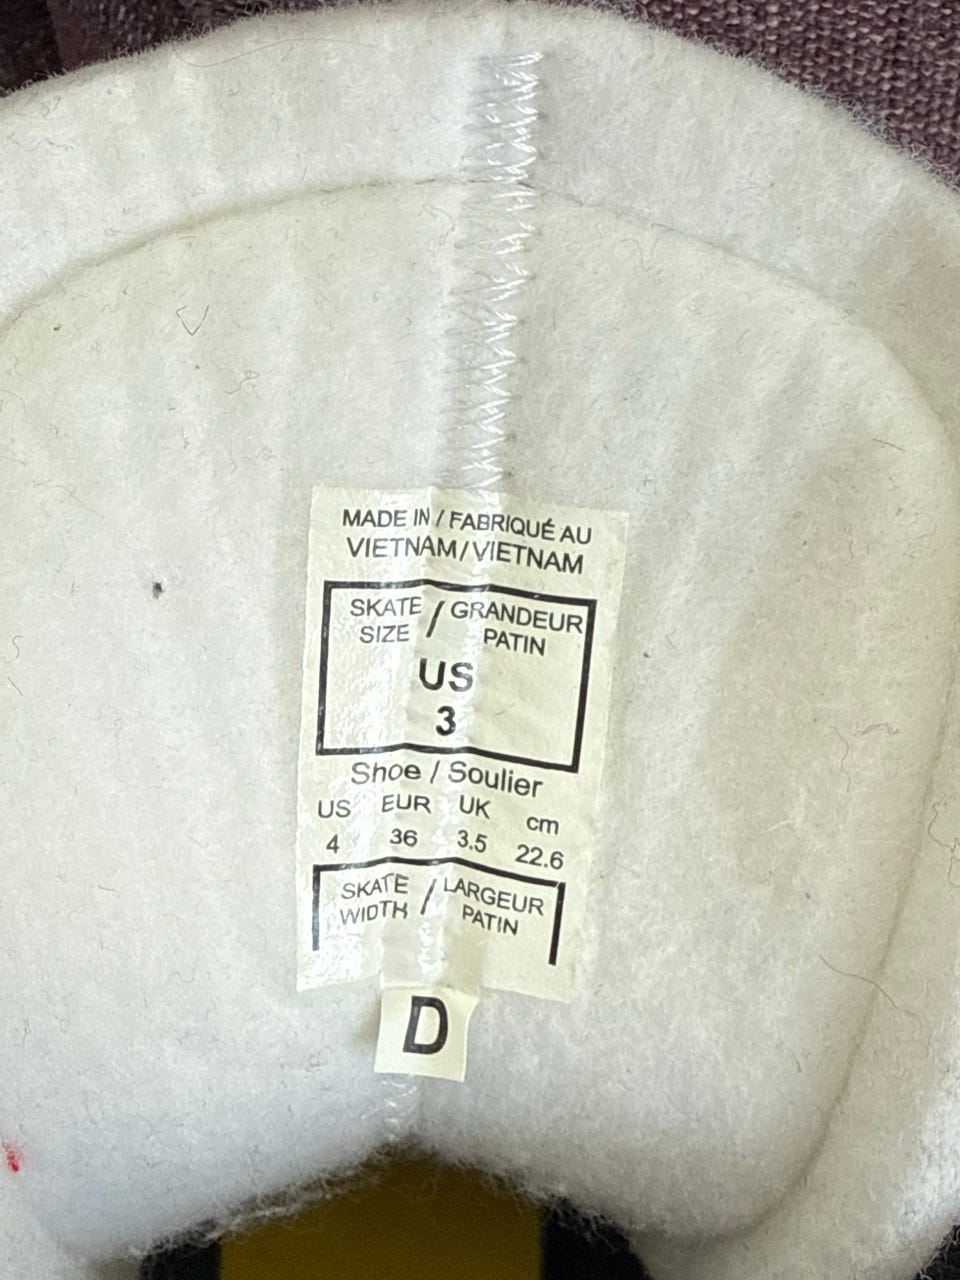 MADE IN / FABRIQUÉ AU
VIETNAM/VIETNAM
SKATE / GRANDEUR
SIZE PATIN
US
3
Shoe / Soulier
US EUR UK cm
4 36 3.5 22.6
SKATE / LARGEUR
WIDTH PATIN
D